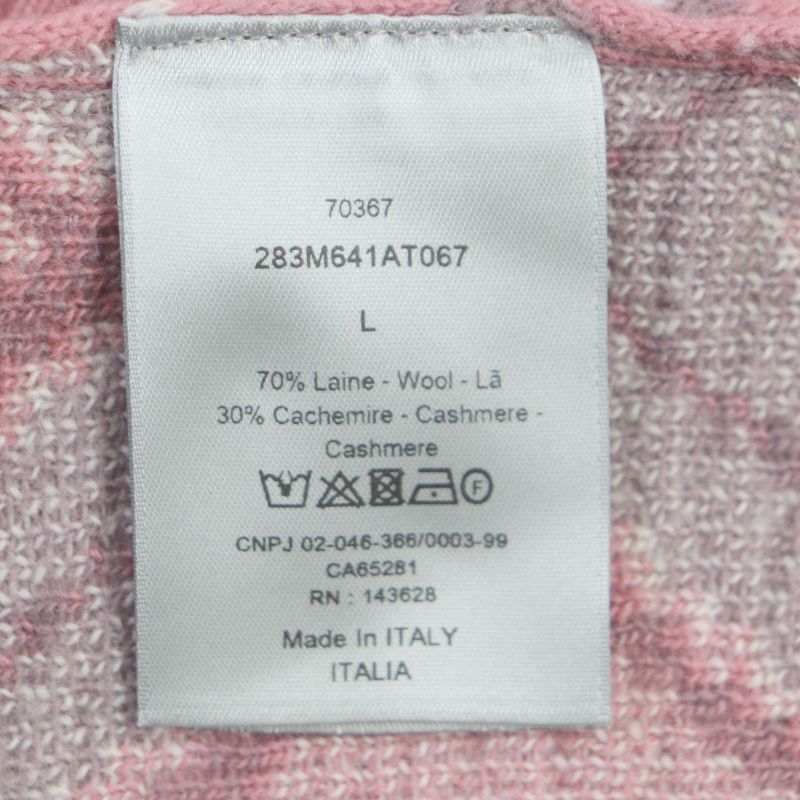 70367
283M641AT067
L
70% Laine - Wool - Lã
30% Cachemire - Cashmere -
Cashmere
F
CNPJ 02-046-366/0003-99
CA65281
RN : 143628
Made In ITALY
ITALIA